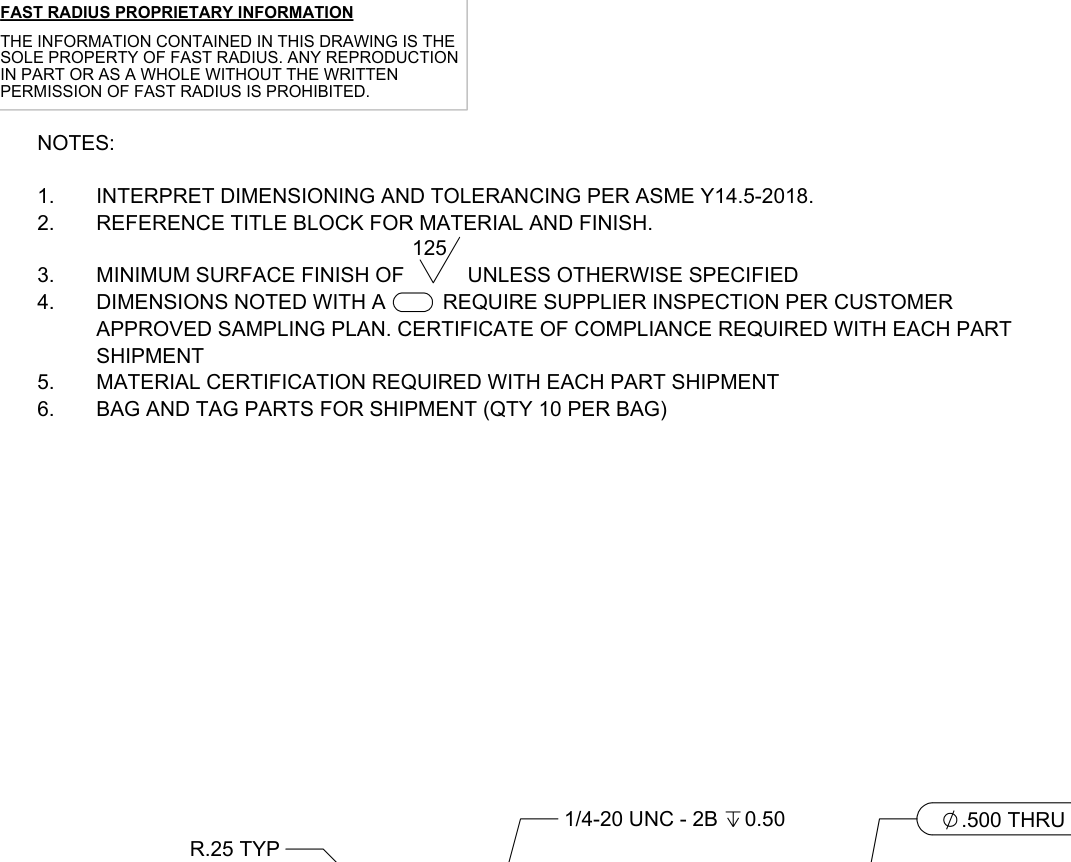 FAST RADIUS PROPRIETARY INFORMATION
THE INFORMATION CONTAINED IN THIS DRAWING IS THE
SOLE PROPERTY OF FAST RADIUS. ANY REPRODUCTION
IN PART OR AS A WHOLE WITHOUT THE WRITTEN
PERMISSION OF FAST RADIUS IS PROHIBITED.
NOTES:
1. INTERPRET DIMENSIONING AND TOLERANCING PER ASME Y14.5-2018.
2. REFERENCE TITLE BLOCK FOR MATERIAL AND FINISH.
125
3. MINIMUM SURFACE FINISH OF UNLESS OTHERWISE SPECIFIED
4. DIMENSIONS NOTED WITH A REQUIRE SUPPLIER INSPECTION PER CUSTOMER
APPROVED SAMPLING PLAN. CERTIFICATE OF COMPLIANCE REQUIRED WITH EACH PART
SHIPMENT
5. MATERIAL CERTIFICATION REQUIRED WITH EACH PART SHIPMENT
6. BAG AND TAG PARTS FOR SHIPMENT (QTY 10 PER BAG)
1/4-20 UNC - 2B ↧ 0.50
⌀.500 THRU
R.25 TYP